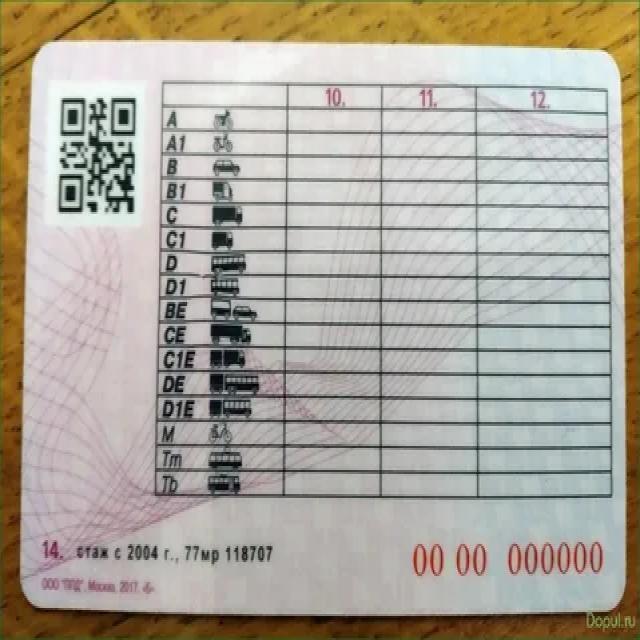 10. 11. 12.
A
A1
B
B1
C
C1
D
D1
BE
CE
C1E
DE
D1E
M
Tm
Tb
14. стаж с 2004 г., 77мр 118707
00 00 000000
ООО "ППД", Москва, 2017, «Б».
Dopul.ru